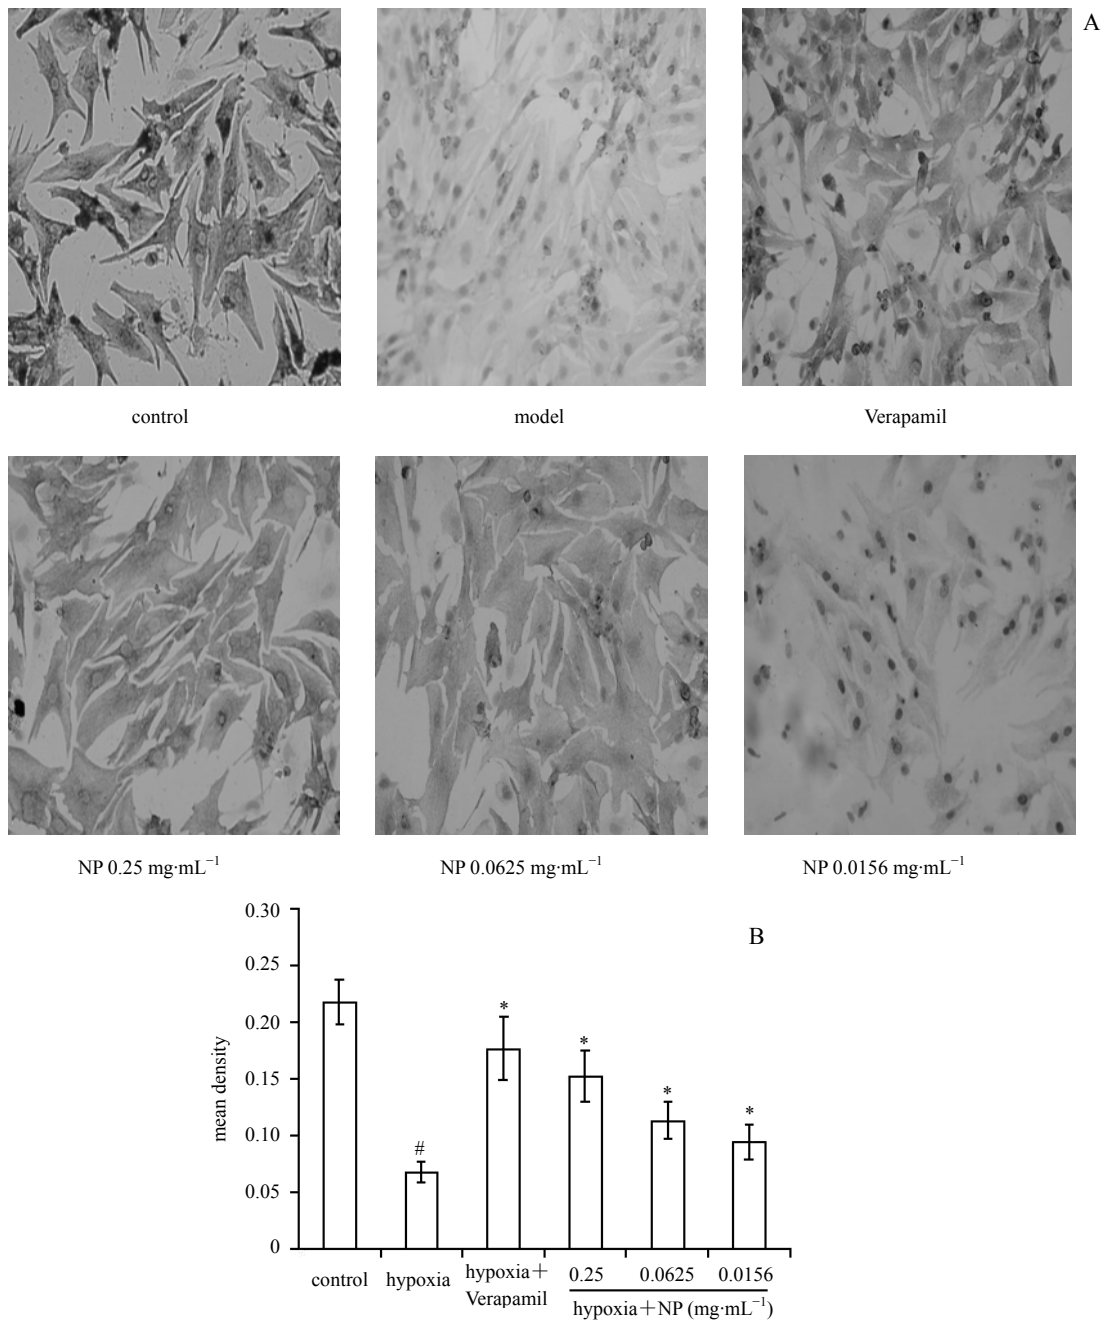 A
control
model
Verapamil
NP 0.25 mg·mL⁻¹
NP 0.0625 mg·mL⁻¹
NP 0.0156 mg·mL⁻¹
B
0.30
0.25
0.20
0.15
0.10
0.05
0
mean density
#
*
*
*
*
control
hypoxia
hypoxia+
Verapamil
0.25
0.0625
0.0156
hypoxia+NP (mg·mL⁻¹)